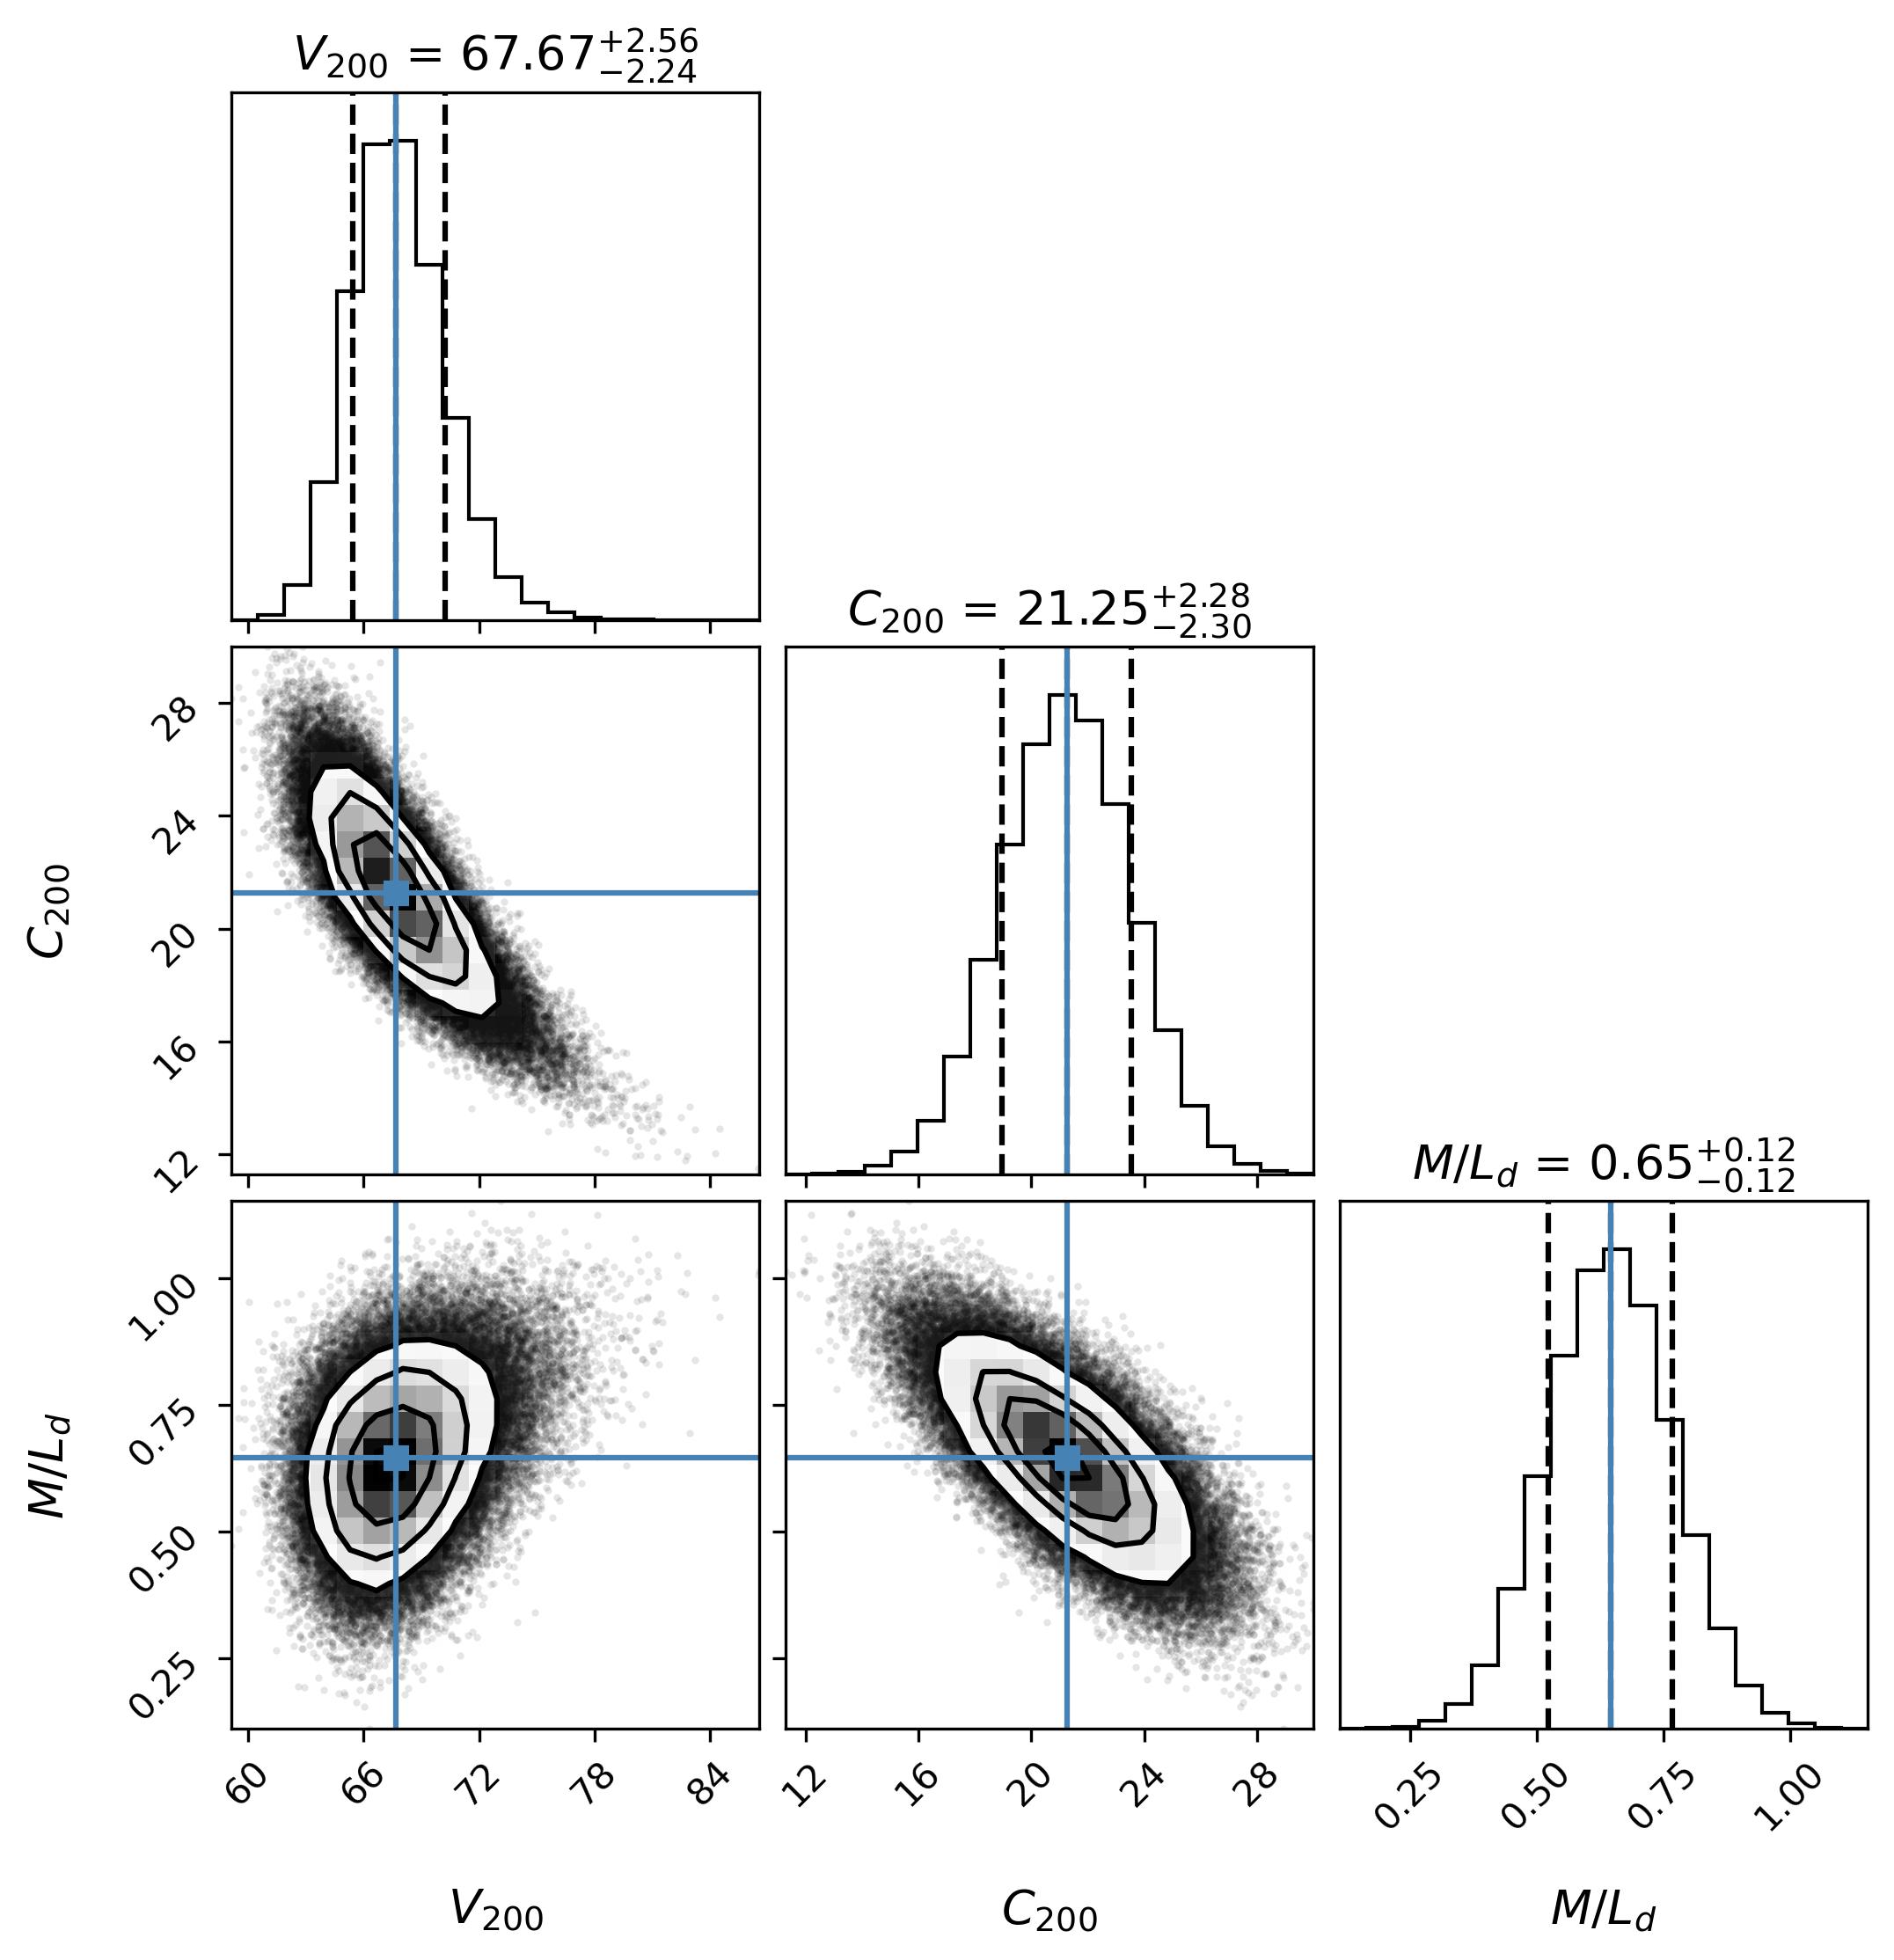 V200 = 67.67+2.56 −2.24
C200 = 21.25+2.28 −2.30
28
24
20
16
12
C200
M/Ld = 0.65+0.12 −0.12
1.00
0.75
0.50
0.25
M/Ld
60 66 72 78 84 12 16 20 24 28 0.25 0.50 0.75 1.00
V200 C200 M/Ld